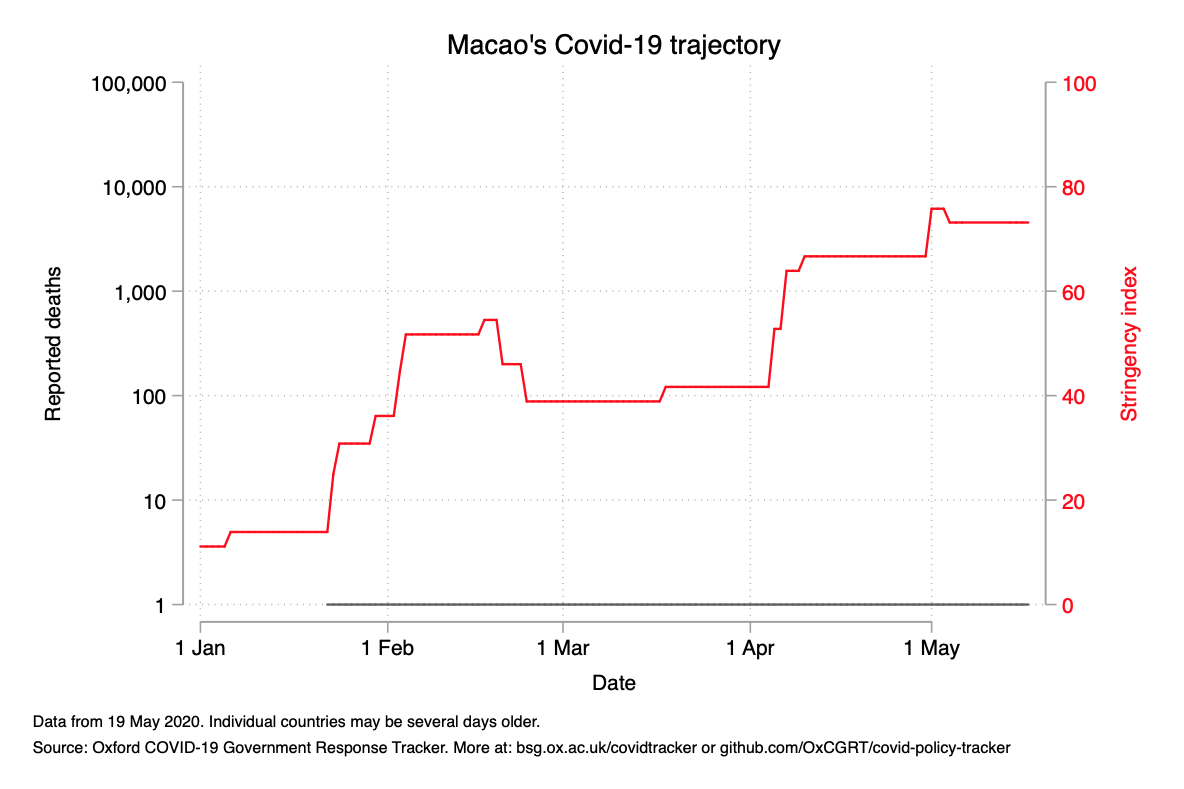 Macao's Covid-19 trajectory
100,000
10,000
1,000
100
10
1
Reported deaths
100
80
60
40
20
0
Stringency index
1 Jan
1 Feb
1 Mar
1 Apr
1 May
Date
Data from 19 May 2020. Individual countries may be several days older.
Source: Oxford COVID-19 Government Response Tracker. More at: bsg.ox.ac.uk/covidtracker or github.com/OxCGRT/covid-policy-tracker